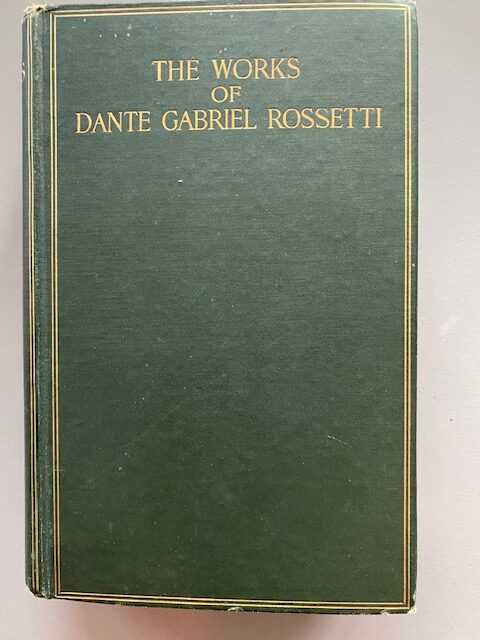 THE WORKS
OF
DANTE GABRIEL ROSSETTI